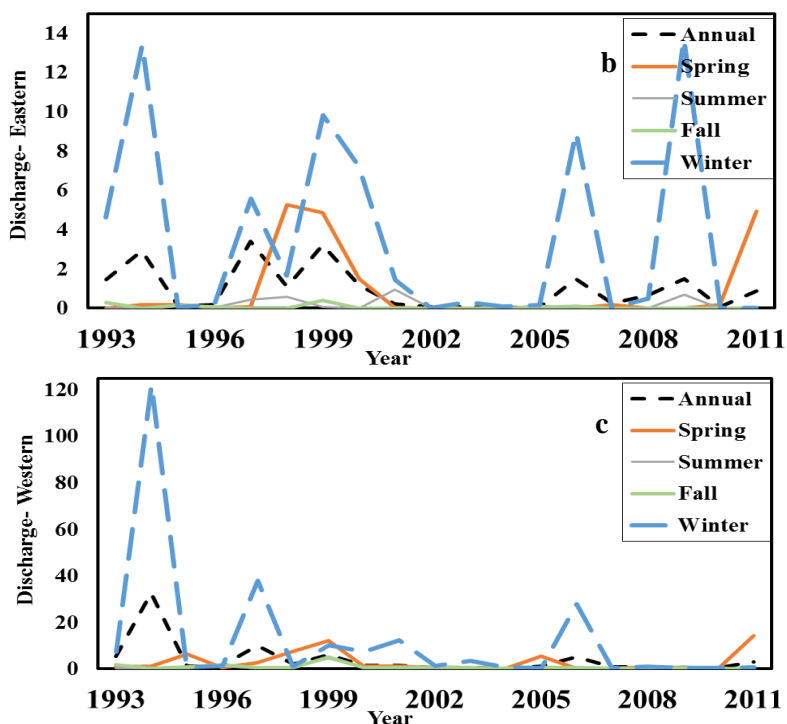 14
12
10
8
6
4
2
0
Discharge- Eastern
b
Annual
Spring
Summer
Fall
Winter
1993 1996 1999 2002 2005 2008 2011
Year
120
100
80
60
40
20
0
Discharge- Western
c
Annual
Spring
Summer
Fall
Winter
1993 1996 1999 2002 2005 2008 2011
Year